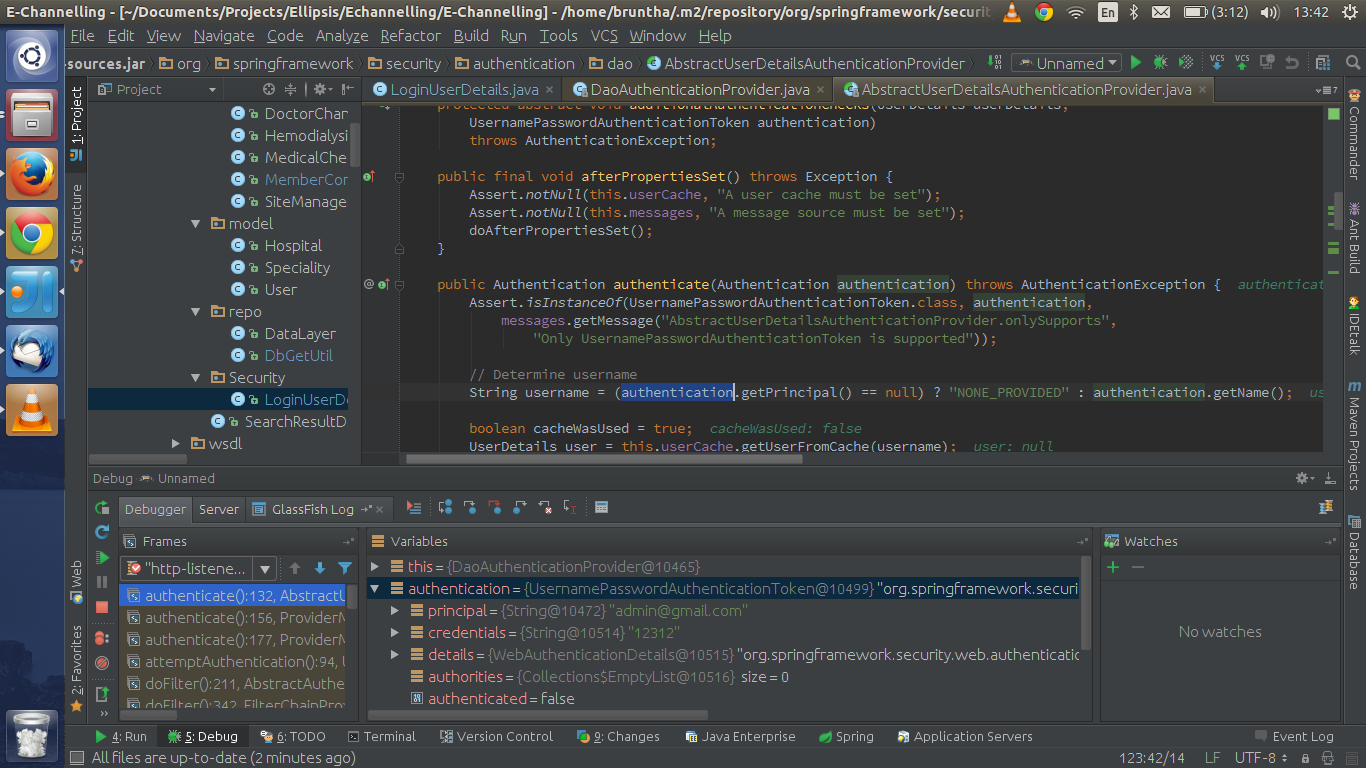 E-Channelling - [~/Documents/Projects/Ellipsis/Echannelling/E-Channelling] - /home/bruntha/.m2/repository/org/springframework/securit
En (3:12) 13:42
File Edit View Navigate Code Analyze Refactor Build Run Tools VCS Window Help
-sources.jar org springframework security authentication dao AbstractUserDetailsAuthenticationProvider Unnamed VCS VCS
Project
LoginUserDetails.java DaoAuthenticationProvider.java AbstractUserDetailsAuthenticationProvider.java
1: Project
7: Structure
Web
2: Favorites
DoctorChan
Hemodialysi
MedicalChe
MemberCor
SiteManage
model
Hospital
Speciality
User
repo
DataLayer
DbGetUtil
Security
LoginUserDe
SearchResultD
wsdl
protected abstract void additionalAuthenticationChecks(UserDetails userDetails,
UsernamePasswordAuthenticationToken authentication)
throws AuthenticationException;
public final void afterPropertiesSet() throws Exception {
Assert.notNull(this.userCache, "A user cache must be set");
Assert.notNull(this.messages, "A message source must be set");
doAfterPropertiesSet();
}
public Authentication authenticate(Authentication authentication) throws AuthenticationException { authenticat
Assert.isInstanceOf(UsernamePasswordAuthenticationToken.class, authentication,
messages.getMessage("AbstractUserDetailsAuthenticationProvider.onlySupports",
"Only UsernamePasswordAuthenticationToken is supported"));
// Determine username
String username = (authentication.getPrincipal() == null) ? "NONE_PROVIDED" : authentication.getName(); us
boolean cacheWasUsed = true; cacheWasUsed: false
UserDetails user = this.userCache.getUserFromCache(username); user: null
Commander
Ant Build
IDEtalk
Maven Projects
Database
Debug Unnamed
Debugger Server GlassFish Log
Frames
"http-listene...
authenticate():132, AbstractU
authenticate():156, ProviderM
authenticate():177, ProviderM
attemptAuthentication():94, U
doFilter():211, AbstractAuthe
doFilter():342, FilterChainPro
Variables
this = {DaoAuthenticationProvider@10465}
authentication = {UsernamePasswordAuthenticationToken@10499} "org.springframework.securi
principal = {String@10472} "admin@gmail.com"
credentials = {String@10514} "12312"
details = {WebAuthenticationDetails@10515} "org.springframework.security.web.authenticatio
authorities = {Collections$EmptyList@10516} size = 0
authenticated = false
Watches
No watches
4: Run 5: Debug 6: TODO Terminal Version Control 9: Changes Java Enterprise Spring Application Servers Event Log
All files are up-to-date (2 minutes ago) 123:42/14 LF UTF-8